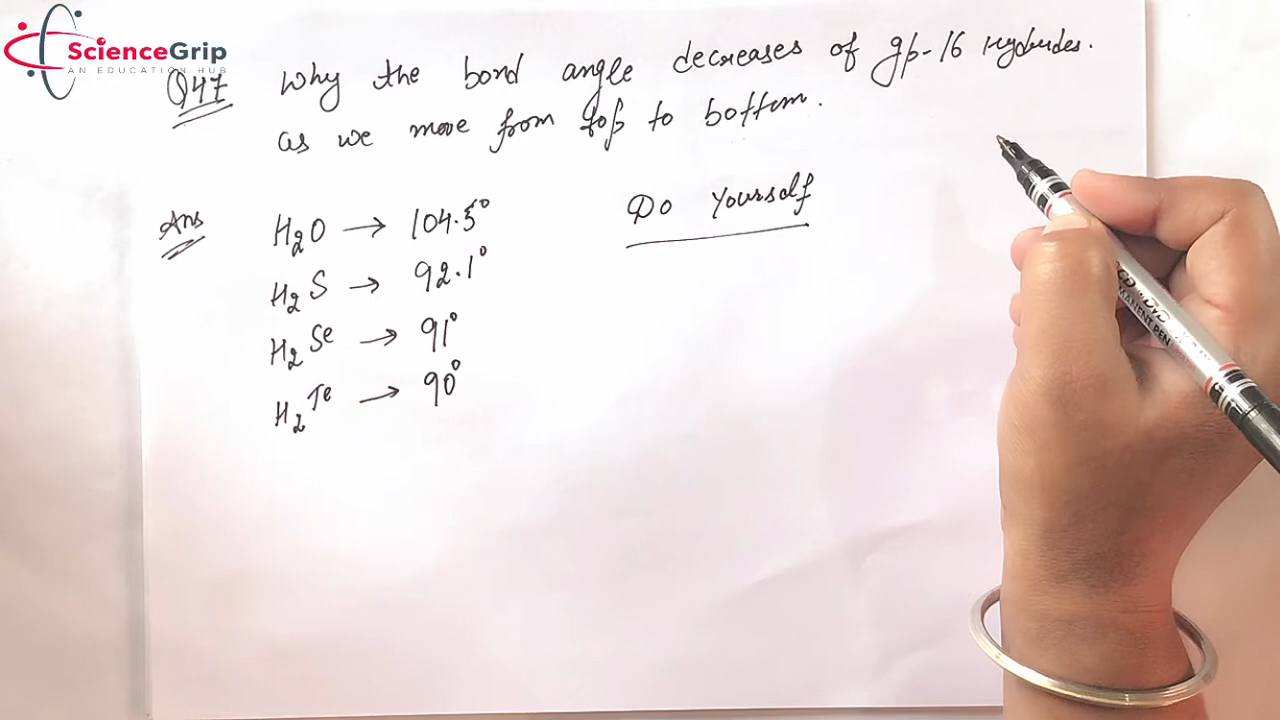 ScienceGrip
AN EDUCATION HUB
Q47 Why the bond angle decreases of gp-16 Hydrides.
as we move from top to bottom.
Ans
Do Yourself
H₂O → 104.5°
H₂S → 92.1°
H₂Se → 91°
H₂Te → 90°